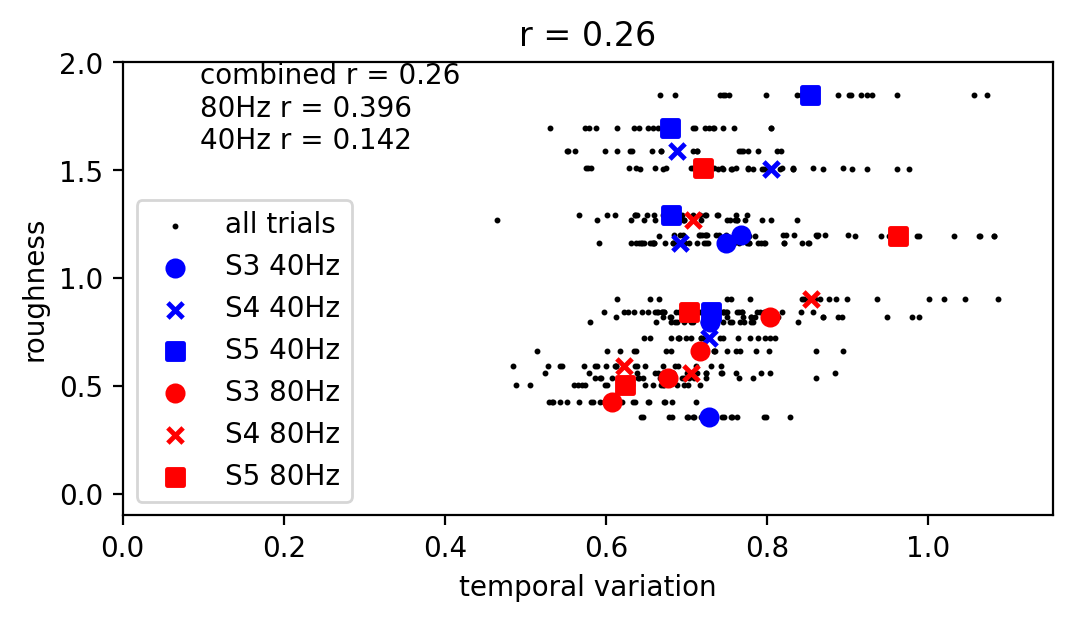 r = 0.26
combined r = 0.26
80Hz r = 0.396
40Hz r = 0.142
roughness
2.0
1.5
1.0
0.5
0.0
all trials
S3 40Hz
S4 40Hz
S5 40Hz
S3 80Hz
S4 80Hz
S5 80Hz
0.0 0.2 0.4 0.6 0.8 1.0
temporal variation